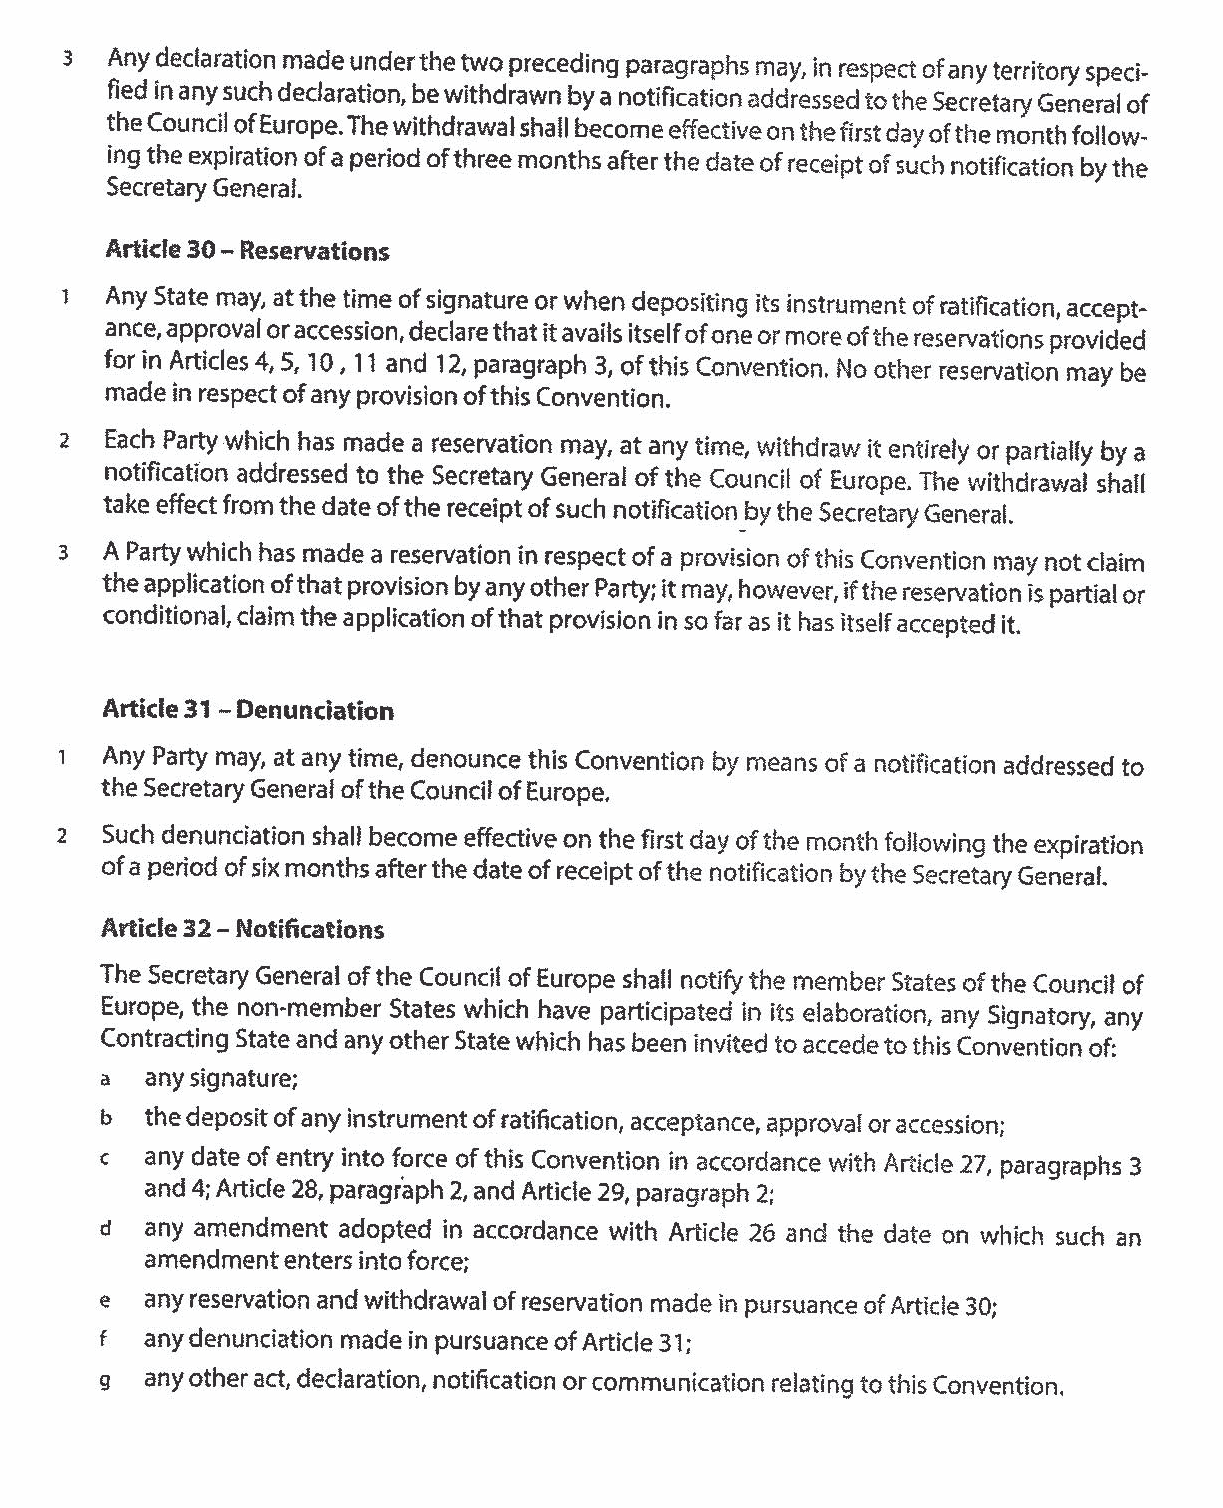 3 Any declaration made under the two preceding paragraphs may, in respect of any territory speci-
fied in any such declaration, be withdrawn by a notification addressed to the Secretary General of
the Council of Europe. The withdrawal shall become effective on the first day of the month follow-
ing the expiration of a period of three months after the date of receipt of such notification by the
Secretary General.
Article 30 – Reservations
1 Any State may, at the time of signature or when depositing its instrument of ratification, accept-
ance, approval or accession, declare that it avails itself of one or more of the reservations provided
for in Articles 4, 5, 10 , 11 and 12, paragraph 3, of this Convention. No other reservation may be
made in respect of any provision of this Convention.
2 Each Party which has made a reservation may, at any time, withdraw it entirely or partially by a
notification addressed to the Secretary General of the Council of Europe. The withdrawal shall
take effect from the date of the receipt of such notification by the Secretary General.
3 A Party which has made a reservation in respect of a provision of this Convention may not claim
the application of that provision by any other Party; it may, however, if the reservation is partial or
conditional, claim the application of that provision in so far as it has itself accepted it.
Article 31 – Denunciation
1 Any Party may, at any time, denounce this Convention by means of a notification addressed to
the Secretary General of the Council of Europe.
2 Such denunciation shall become effective on the first day of the month following the expiration
of a period of six months after the date of receipt of the notification by the Secretary General.
Article 32 – Notifications
The Secretary General of the Council of Europe shall notify the member States of the Council of
Europe, the non-member States which have participated in its elaboration, any Signatory, any
Contracting State and any other State which has been invited to accede to this Convention of:
a any signature;
b the deposit of any instrument of ratification, acceptance, approval or accession;
c any date of entry into force of this Convention in accordance with Article 27, paragraphs 3
and 4; Article 28, paragraph 2, and Article 29, paragraph 2;
d any amendment adopted in accordance with Article 26 and the date on which such an
amendment enters into force;
e any reservation and withdrawal of reservation made in pursuance of Article 30;
f any denunciation made in pursuance of Article 31;
g any other act, declaration, notification or communication relating to this Convention.